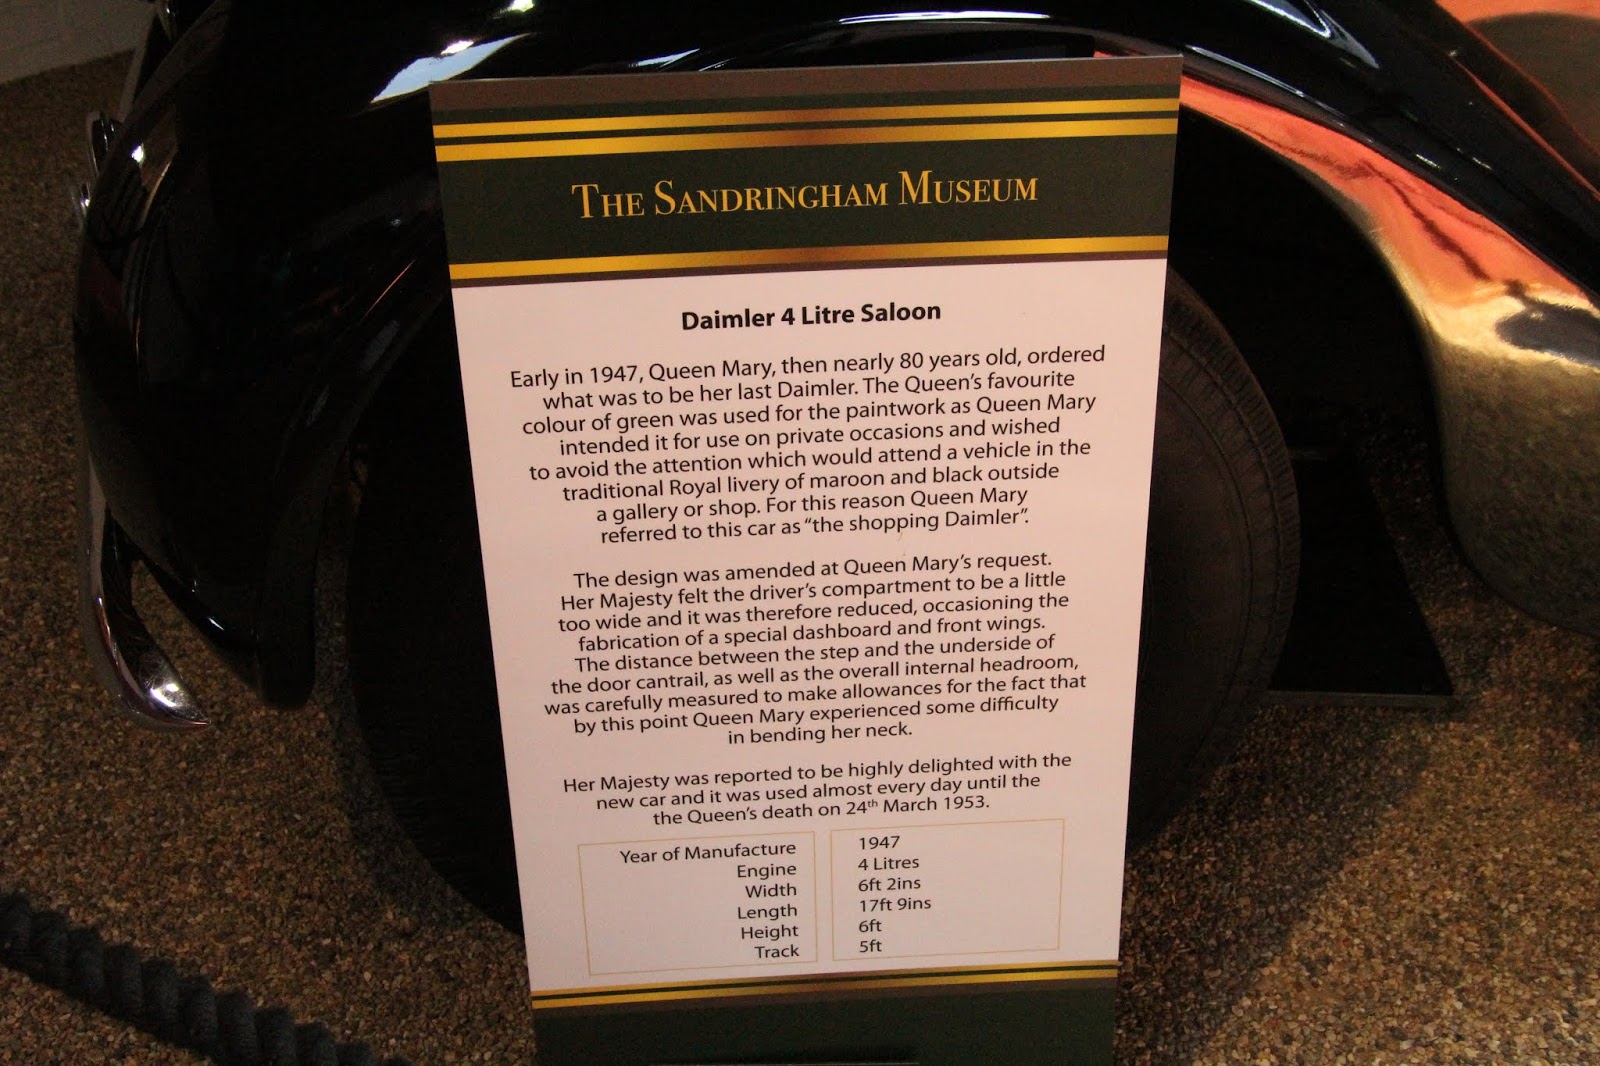 THE SANDRINGHAM MUSEUM
Daimler 4 Litre Saloon
Early in 1947, Queen Mary, then nearly 80 years old, ordered
what was to be her last Daimler. The Queen's favourite
colour of green was used for the paintwork as Queen Mary
intended it for use on private occasions and wished
to avoid the attention which would attend a vehicle in the
traditional Royal livery of maroon and black outside
a gallery or shop. For this reason Queen Mary
referred to this car as "the shopping Daimler".
The design was amended at Queen Mary's request.
Her Majesty felt the driver's compartment to be a little
too wide and it was therefore reduced, occasioning the
fabrication of a special dashboard and front wings.
The distance between the step and the underside of
the door cantrail, as well as the overall internal headroom,
was carefully measured to make allowances for the fact that
by this point Queen Mary experienced some difficulty
in bending her neck.
Her Majesty was reported to be highly delighted with the
new car and it was used almost every day until the
the Queen's death on 24th March 1953.
Year of Manufacture 1947
Engine 4 Litres
Width 6ft 2ins
Length 17ft 9ins
Height 6ft
Track 5ft